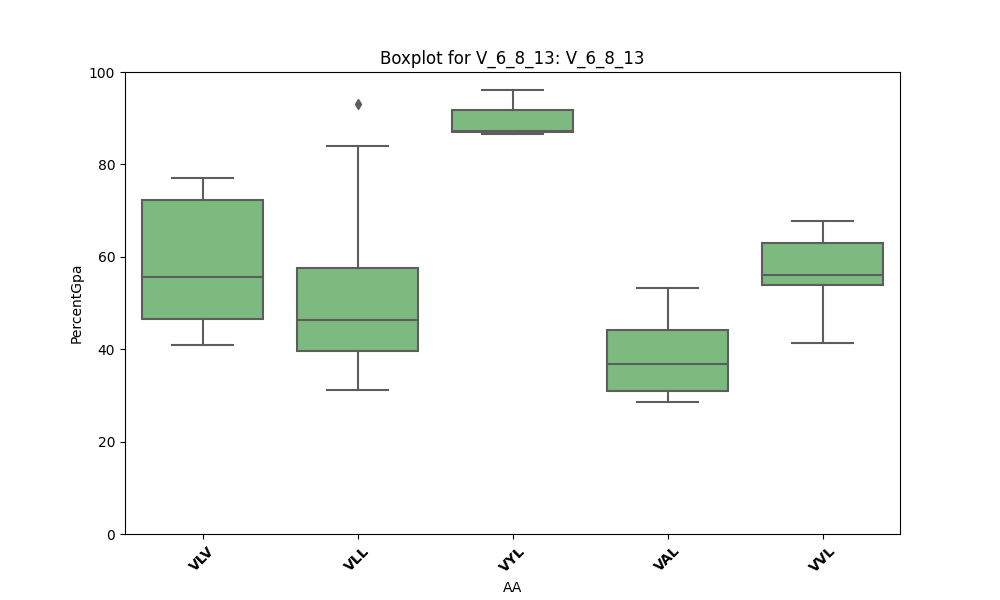 Boxplot for V_6_8_13: V_6_8_13
100
80
60
40
20
0
PercentGpa
VLV
VLL
VYL
VAL
VVL
AA